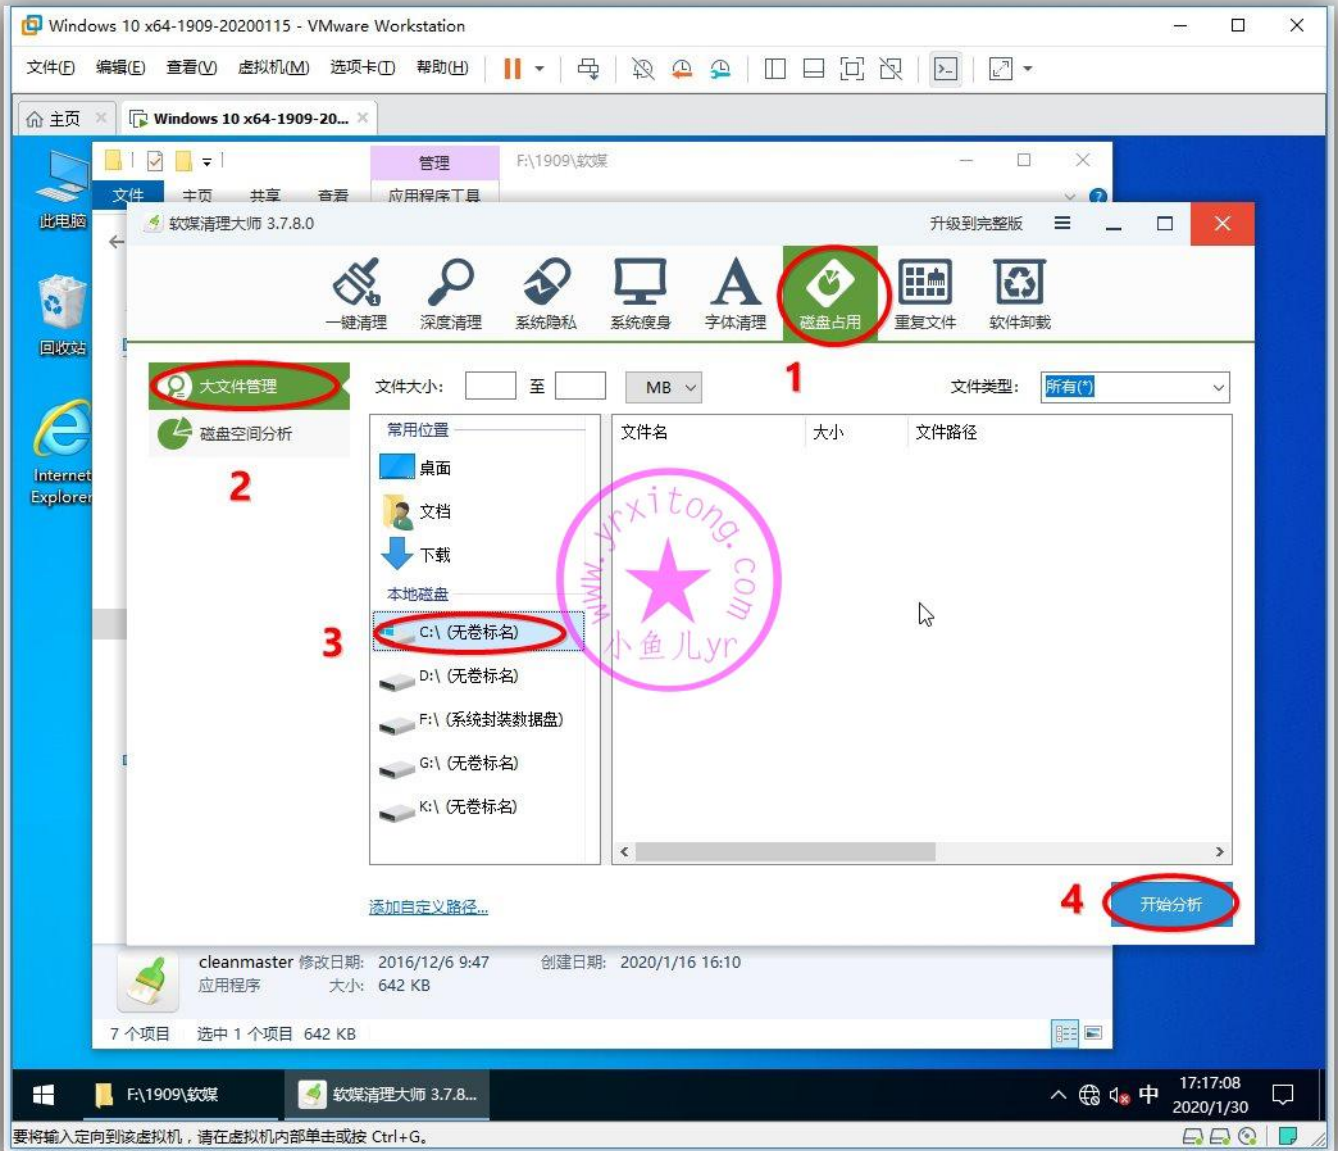 Windows 10 x64-1909-20200115 - VMware Workstation
文件(F) 编辑(E) 查看(V) 虚拟机(M) 选项卡(T) 帮助(H)
主页 Windows 10 x64-1909-20...
管理 F:\1909\软媒
文件 主页 共享 查看 应用程序工具
此电脑
回收站
Internet
Explorer
软媒清理大师 3.7.8.0 升级到完整版
一键清理 深度清理 系统隐私 系统瘦身 字体清理 磁盘占用 重复文件 软件卸载
1
大文件管理
磁盘空间分析
2
文件大小: 至 MB 文件类型: 所有(*)
常用位置
桌面
文档
下载
本地磁盘
3
C:\ (无卷标名)
D:\ (无卷标名)
F:\ (系统封装数据盘)
G:\ (无卷标名)
K:\ (无卷标名)
文件名 大小 文件路径
www.yrxitong.com
小鱼儿yr
添加自定义路径...
4
开始分析
cleanmaster 修改日期: 2016/12/6 9:47 创建日期: 2020/1/16 16:10
应用程序 大小: 642 KB
7 个项目 选中 1 个项目 642 KB
F:\1909\软媒 软媒清理大师 3.7.8... 中 17:17:08
2020/1/30
要将输入定向到该虚拟机，请在虚拟机内部单击或按 Ctrl+G。